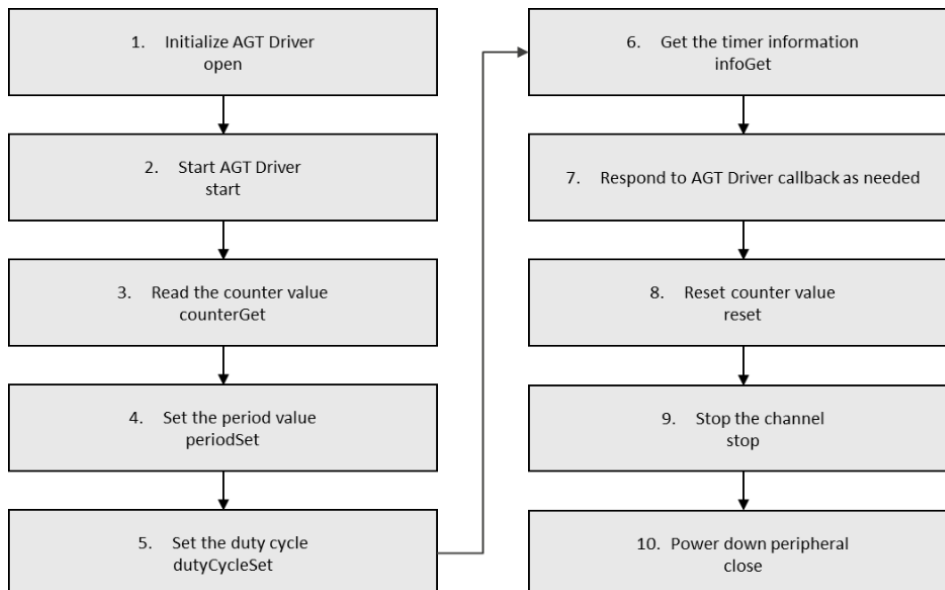 1. Initialize AGT Driver
open
2. Start AGT Driver
start
3. Read the counter value
counterGet
4. Set the period value
periodSet
5. Set the duty cycle
dutyCycleSet
6. Get the timer information
infoGet
7. Respond to AGT Driver callback as needed
8. Reset counter value
reset
9. Stop the channel
stop
10. Power down peripheral
close